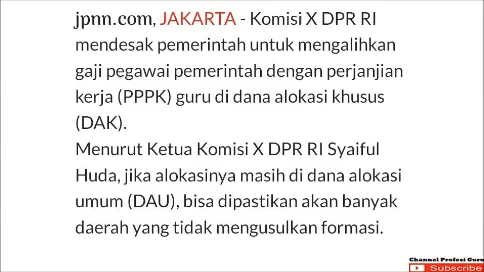 jpnn.com, JAKARTA - Komisi X DPR RI
mendesak pemerintah untuk mengalihkan
gaji pegawai pemerintah dengan perjanjian
kerja (PPPK) guru di dana alokasi khusus
(DAK).
Menurut Ketua Komisi X DPR RI Syaiful
Huda, jika alokasinya masih di dana alokasi
umum (DAU), bisa dipastikan akan banyak
daerah yang tidak mengusulkan formasi.
Channel Profesi Guru
Subscribe